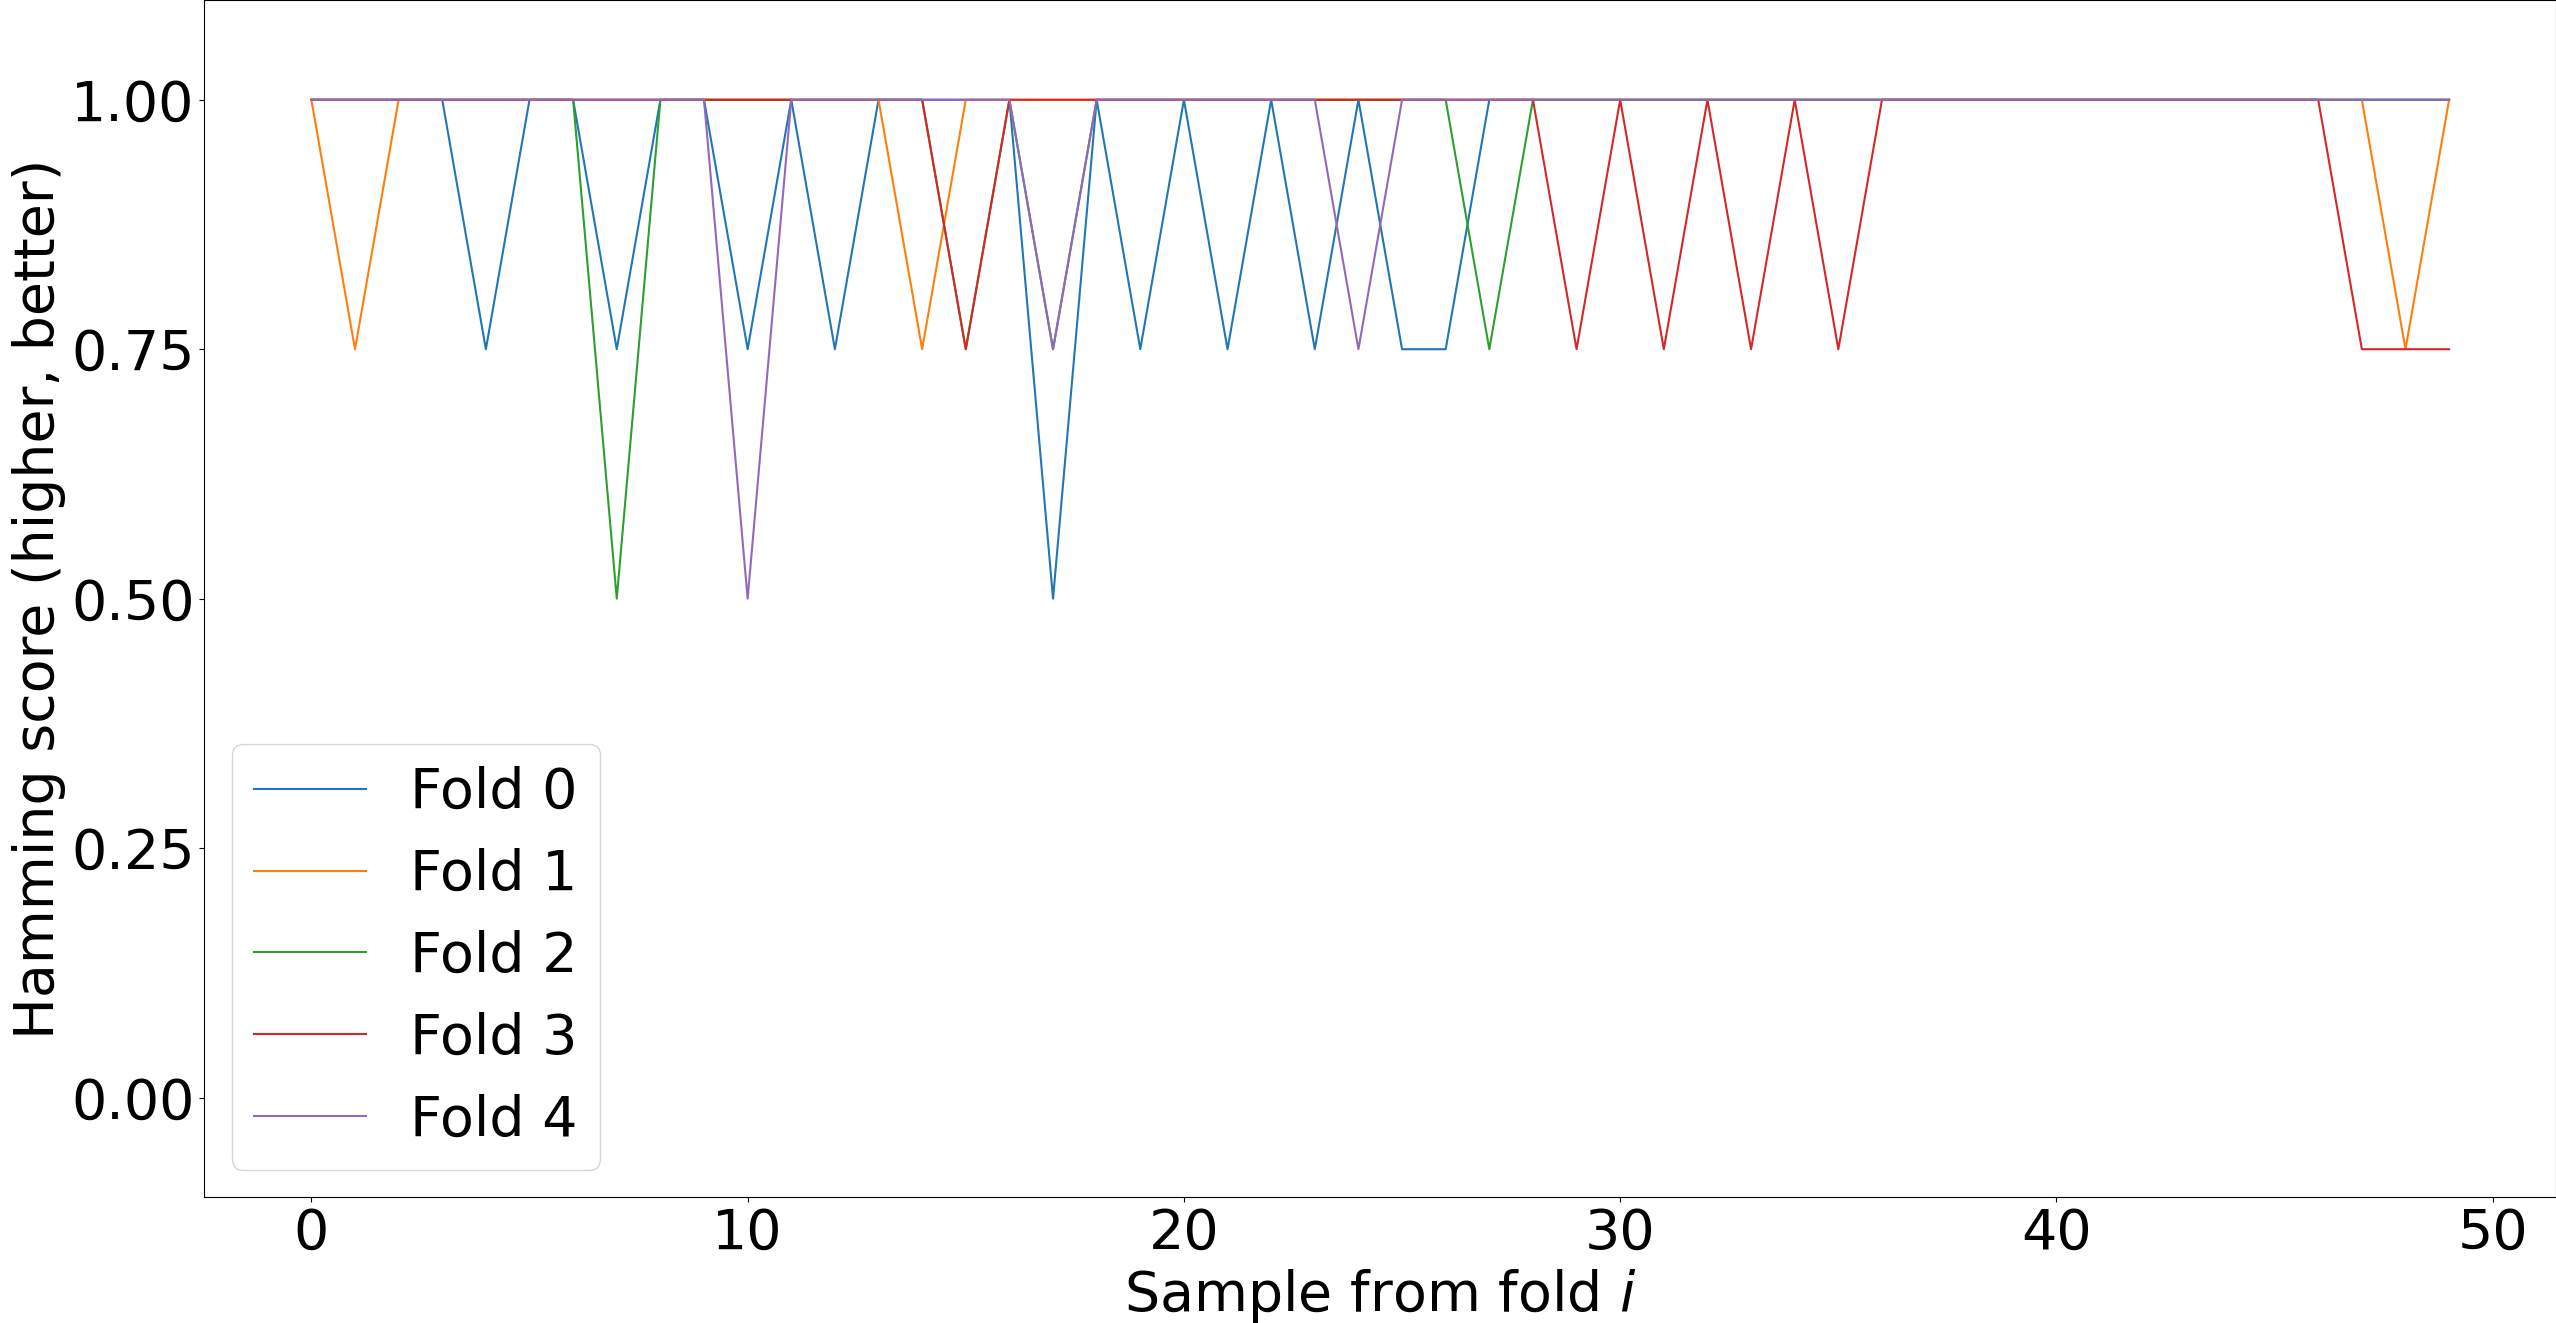 Hamming score (higher, better)
1.00
0.75
0.50
0.25
0.00
Fold 0
Fold 1
Fold 2
Fold 3
Fold 4
0 10 20 30 40 50
Sample from fold i